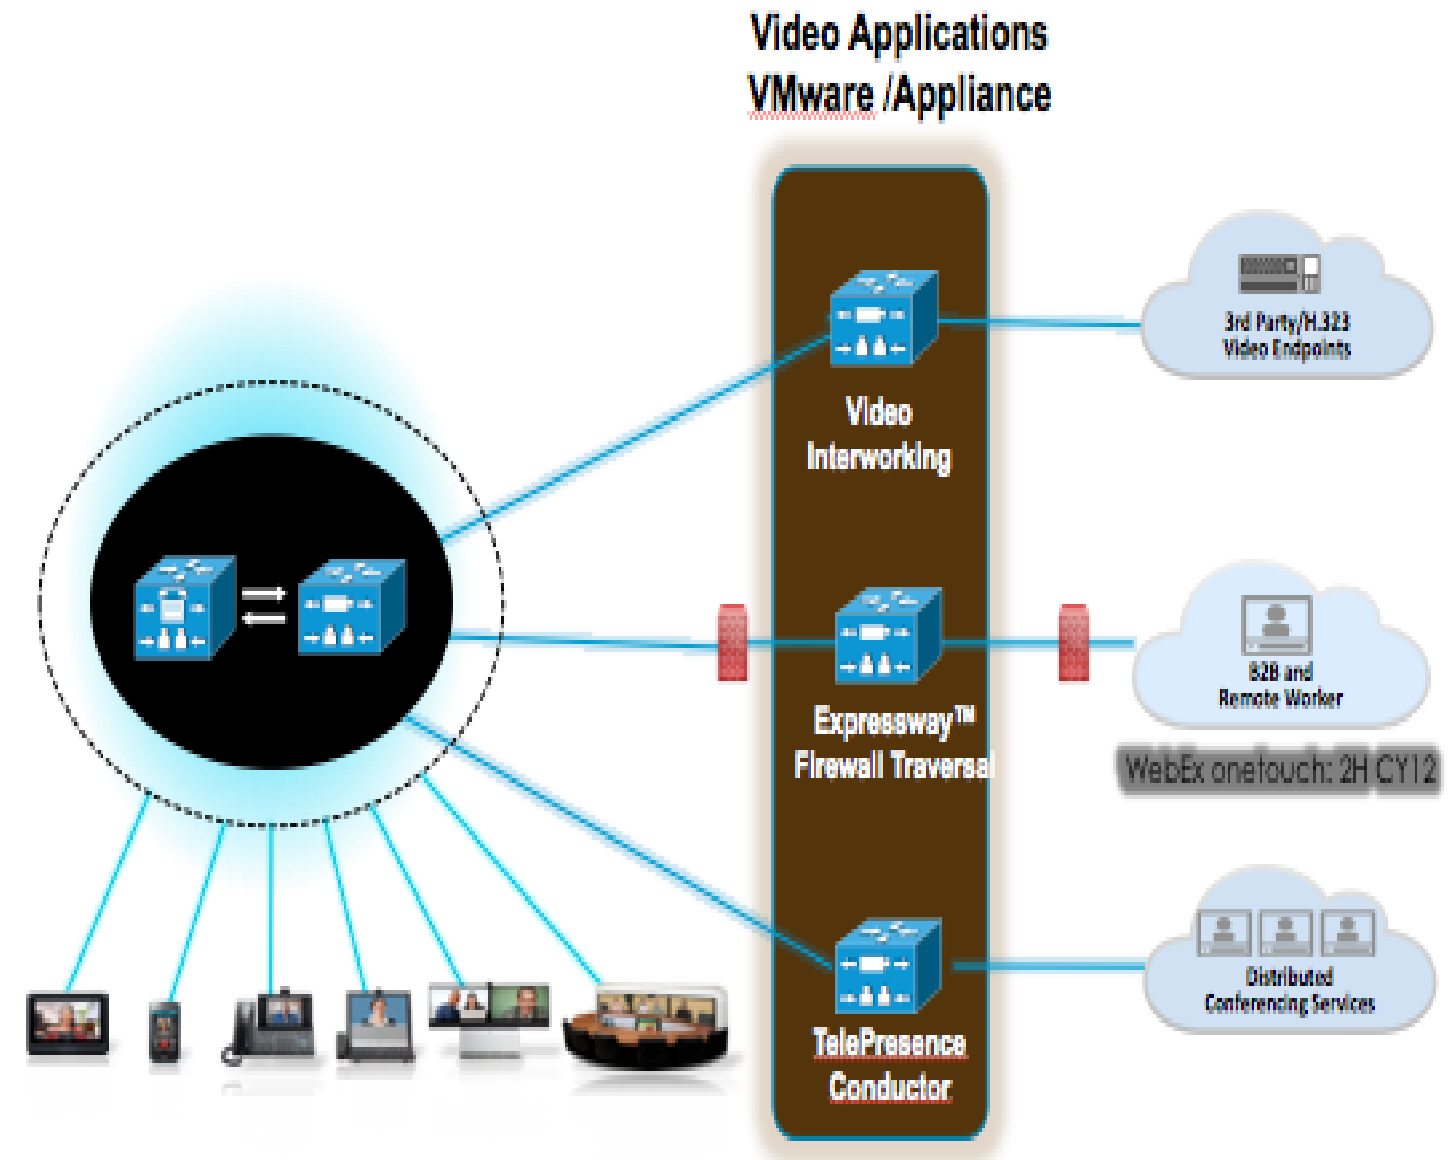 Video Applications
VMware /Appliance
3rd Party/H.323
Video Endpoints
Video
Interworking
B2B and
Remote Worker
Expressway™
Firewall Traversal
WebEx onetouch: 2H CY12
Distributed
Conferencing Services
TelePresence
Conductor